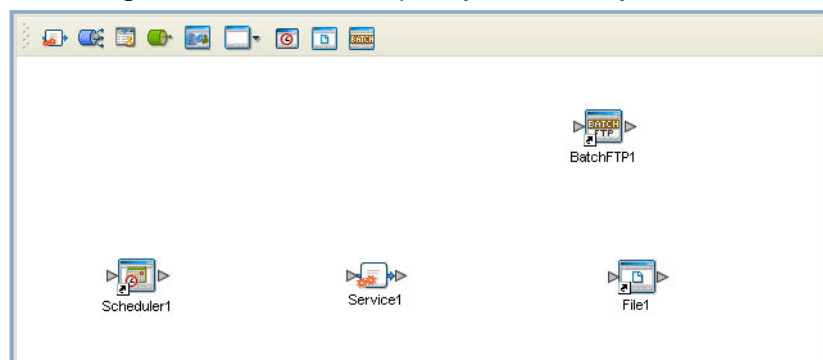 BATCH
BATCH
FTP
BatchFTP1
Scheduler1
Service1
File1